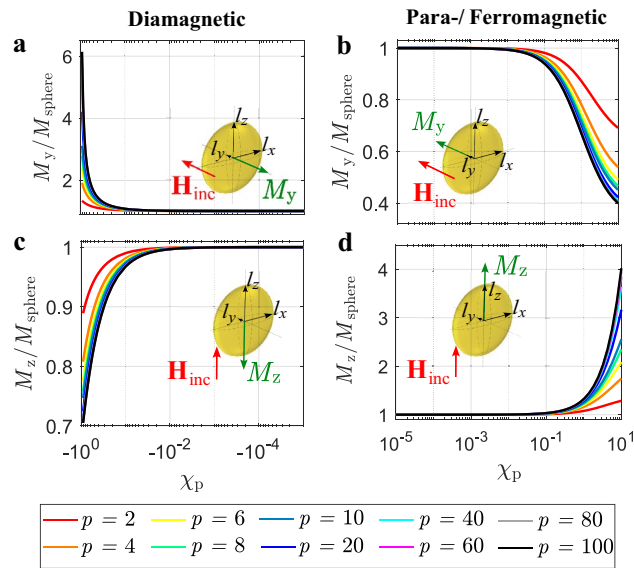 Diamagnetic
Para-/ Ferromagnetic
a
M_y/M_sphere
6
4
2
l_z
l_y
l_x
H_inc
M_y
b
M_y/M_sphere
1
0.8
0.6
0.4
M_y
l_z
l_y
l_x
H_inc
c
M_z/M_sphere
1
0.9
0.8
0.7
l_z
l_y
l_x
H_inc
M_z
-10^0
-10^-2
-10^-4
χ_p
d
M_z/M_sphere
4
3
2
1
M_z
l_z
l_y
l_x
H_inc
10^-5
10^-3
10^-1
10^1
χ_p
p = 2
p = 6
p = 10
p = 40
p = 80
p = 4
p = 8
p = 20
p = 60
p = 100